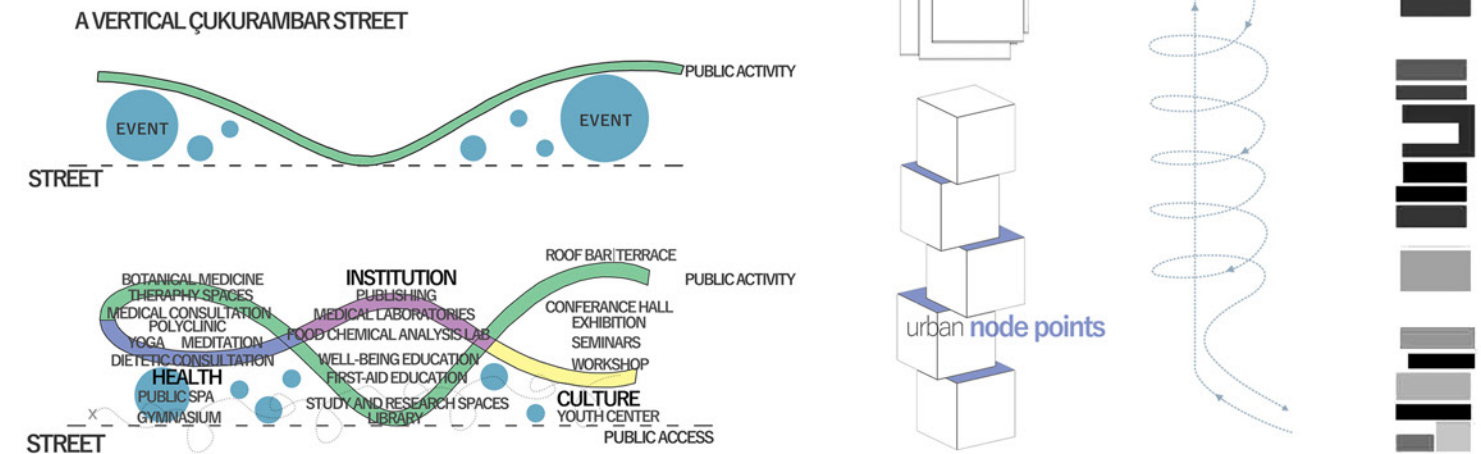 A VERTICAL ÇUKURAMBAR STREET
PUBLIC ACTIVITY
EVENT
EVENT
STREET
ROOF BAR|TERRACE
BOTANICAL MEDICINE
THERAPHY SPACES
MEDICAL CONSULTATION
POLYCLINIC
YOGA MEDITATION
DIETETIC CONSULTATION
HEALTH
PUBLIC SPA
GYMNASIUM
INSTITUTION
PUBLISHING
MEDICAL LABORATORIES
FOOD CHEMICAL ANALYSIS LAB
WELL-BEING EDUCATION
FIRST-AID EDUCATION
STUDY AND RESEARCH SPACES
LIBRARY
PUBLIC ACTIVITY
CONFERANCE HALL
EXHIBITION
SEMINARS
WORKSHOP
CULTURE
YOUTH CENTER
PUBLIC ACCESS
x
STREET
urban node points